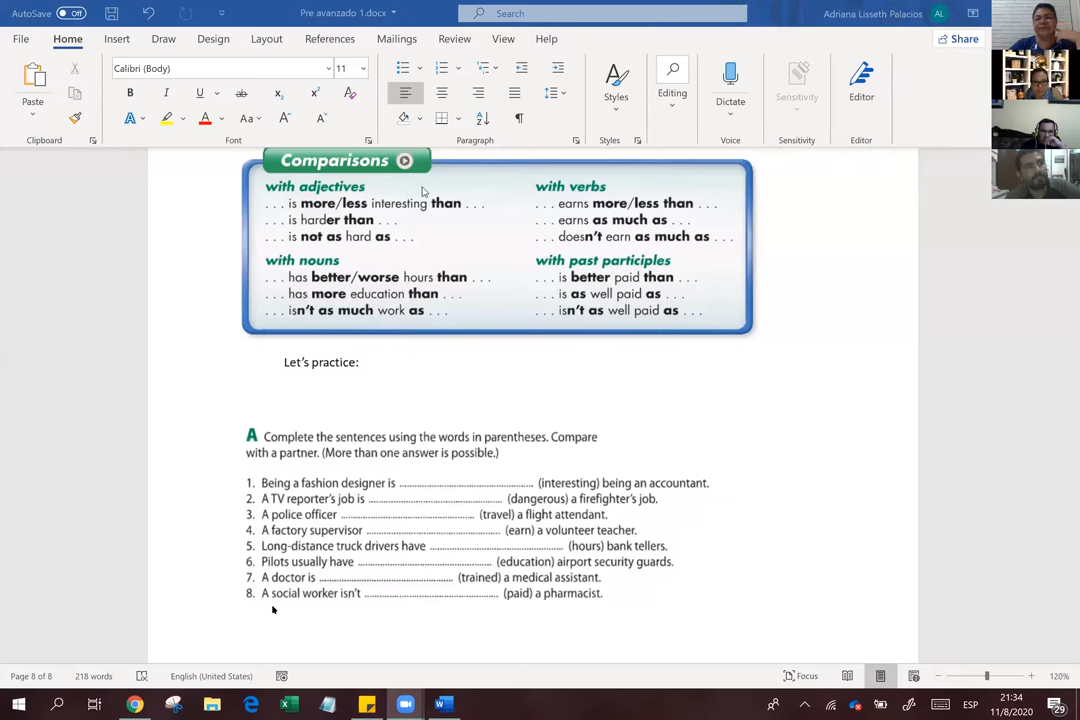 AutoSave Off Pre avanzado 1.docx Search Adriana Lisseth Palacios AL
File Home Insert Draw Design Layout References Mailings Review View Help Share
Calibri (Body) 11
Paste Styles Editing Dictate Sensitivity Editor
B I U ab x₂ x²
A A Aa A A
Clipboard Font Paragraph Styles Voice Sensitivity Editor
Comparisons
with adjectives
. . . is more/less interesting than . . .
. . . is harder than . . .
. . . is not as hard as . . .
with nouns
. . . has better/worse hours than . . .
. . . has more education than . . .
. . . isn't as much work as . . .
with verbs
. . . earns more/less than . . .
. . . earns as much as . . .
. . . doesn't earn as much as . . .
with past participles
. . . is better paid than . . .
. . . is as well paid as . . .
. . . isn't as well paid as . . .
Let's practice:
A Complete the sentences using the words in parentheses. Compare
with a partner. (More than one answer is possible.)
1. Being a fashion designer is ................................................ (interesting) being an accountant.
2. A TV reporter's job is ................................................ (dangerous) a firefighter's job.
3. A police officer ................................................ (travel) a flight attendant.
4. A factory supervisor ................................................ (earn) a volunteer teacher.
5. Long-distance truck drivers have ................................................ (hours) bank tellers.
6. Pilots usually have ................................................ (education) airport security guards.
7. A doctor is ................................................ (trained) a medical assistant.
8. A social worker isn't ................................................ (paid) a pharmacist.
Page 8 of 8 218 words English (United States) Focus 120%
ESP 21:34
11/8/2020 29